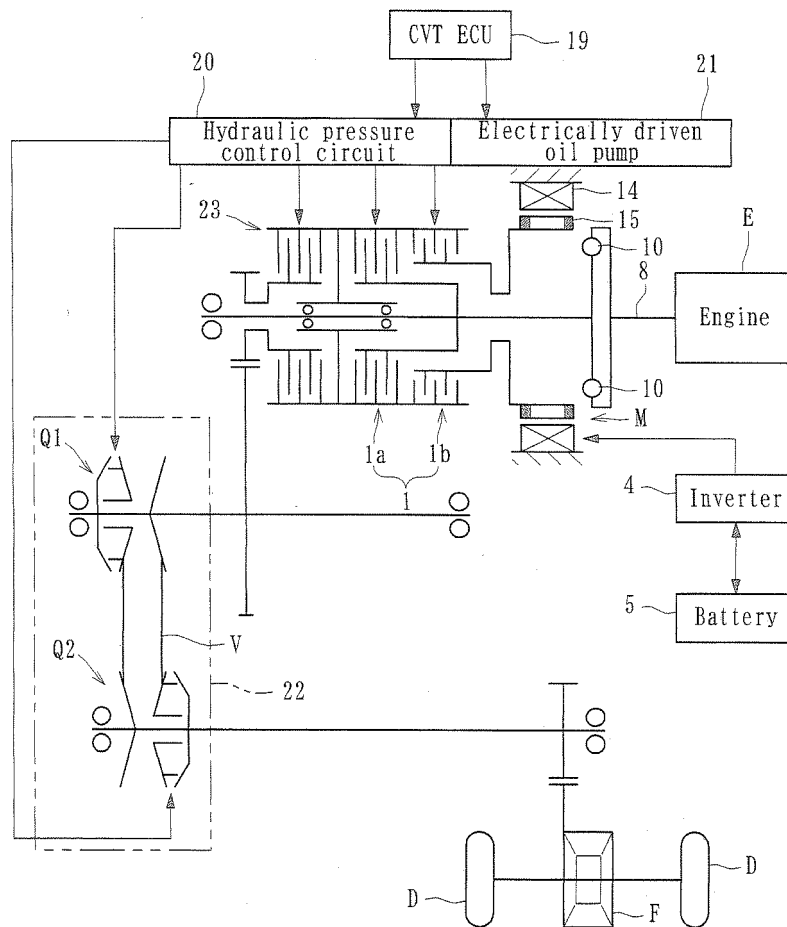 CVT ECU
19
20
21
Hydraulic pressure
control circuit
Electrically driven
oil pump
14
23
15
E
10
8
Engine
10
M
Q1
1a
1b
1
4
Inverter
5
Battery
V
Q2
22
D
D
F